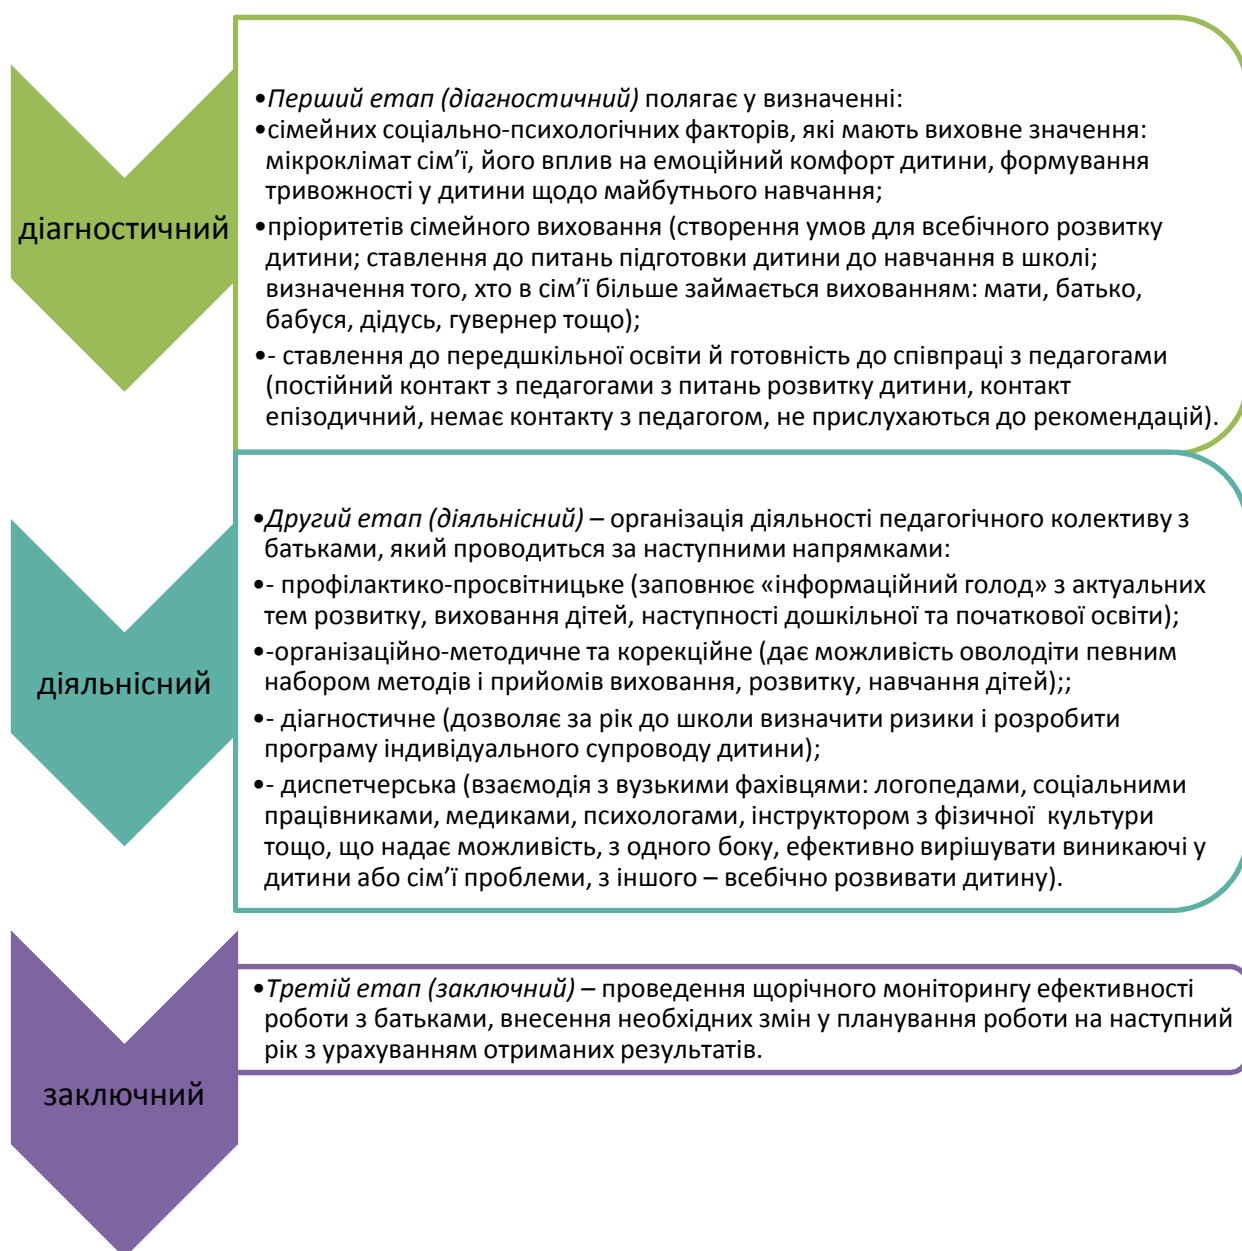 діагностичний
•Перший етап (діагностичний) полягає у визначенні:
•сімейних соціально-психологічних факторів, які мають виховне значення:
мікроклімат сім’ї, його вплив на емоційний комфорт дитини, формування
тривожності у дитини щодо майбутнього навчання;
•пріоритетів сімейного виховання (створення умов для всебічного розвитку
дитини; ставлення до питань підготовки дитини до навчання в школі;
визначення того, хто в сім’ї більше займається вихованням: мати, батько,
бабуся, дідусь, гувернер тощо);
•- ставлення до передшкільної освіти й готовність до співпраці з педагогами
(постійний контакт з педагогами з питань розвитку дитини, контакт
епізодичний, немає контакту з педагогом, не прислухаються до рекомендацій).
діяльнісний
•Другий етап (діяльнісний) – організація діяльності педагогічного колективу з
батьками, який проводиться за наступними напрямками:
•- профілактико-просвітницьке (заповнює «інформаційний голод» з актуальних
тем розвитку, виховання дітей, наступності дошкільної та початкової освіти);
•-організаційно-методичне та корекційне (дає можливість оволодіти певним
набором методів і прийомів виховання, розвитку, навчання дітей);;
•- діагностичне (дозволяє за рік до школи визначити ризики і розробити
програму індивідуального супроводу дитини);
•- диспетчерська (взаємодія з вузькими фахівцями: логопедами, соціальними
працівниками, медиками, психологами, інструктором з фізичної  культури
тощо, що надає можливість, з одного боку, ефективно вирішувати виникаючі у
дитини або сім’ї проблеми, з іншого – всебічно розвивати дитину).
заключний
•Третій етап (заключний) – проведення щорічного моніторингу ефективності
роботи з батьками, внесення необхідних змін у планування роботи на наступний
рік з урахуванням отриманих результатів.